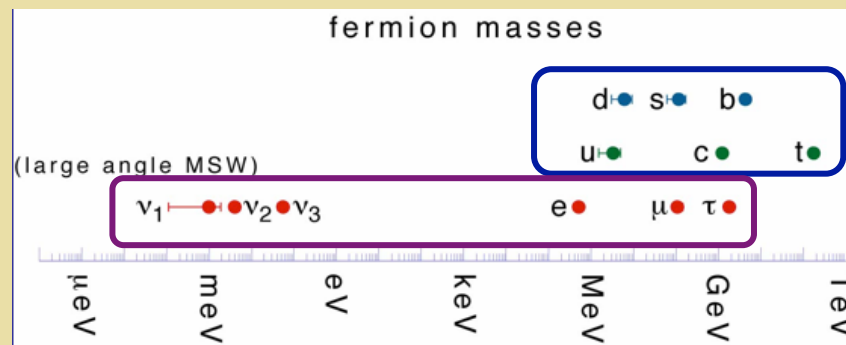 fermion masses
d s b
u c t
(large angle MSW)
ν₁ ν₂ ν₃ e μ τ
μeV meV eV keV MeV GeV TeV